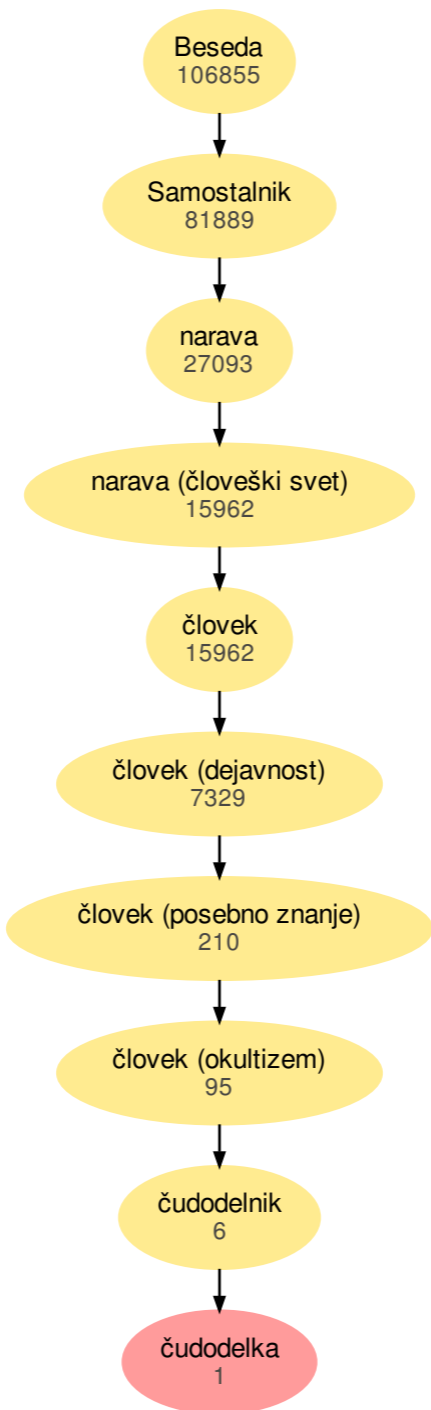 Beseda
106855
Samostalnik
81889
narava
27093
narava (človeški svet)
15962
človek
15962
človek (dejavnost)
7329
človek (posebno znanje)
210
človek (okultizem)
95
čudodelnik
6
čudodelka
1